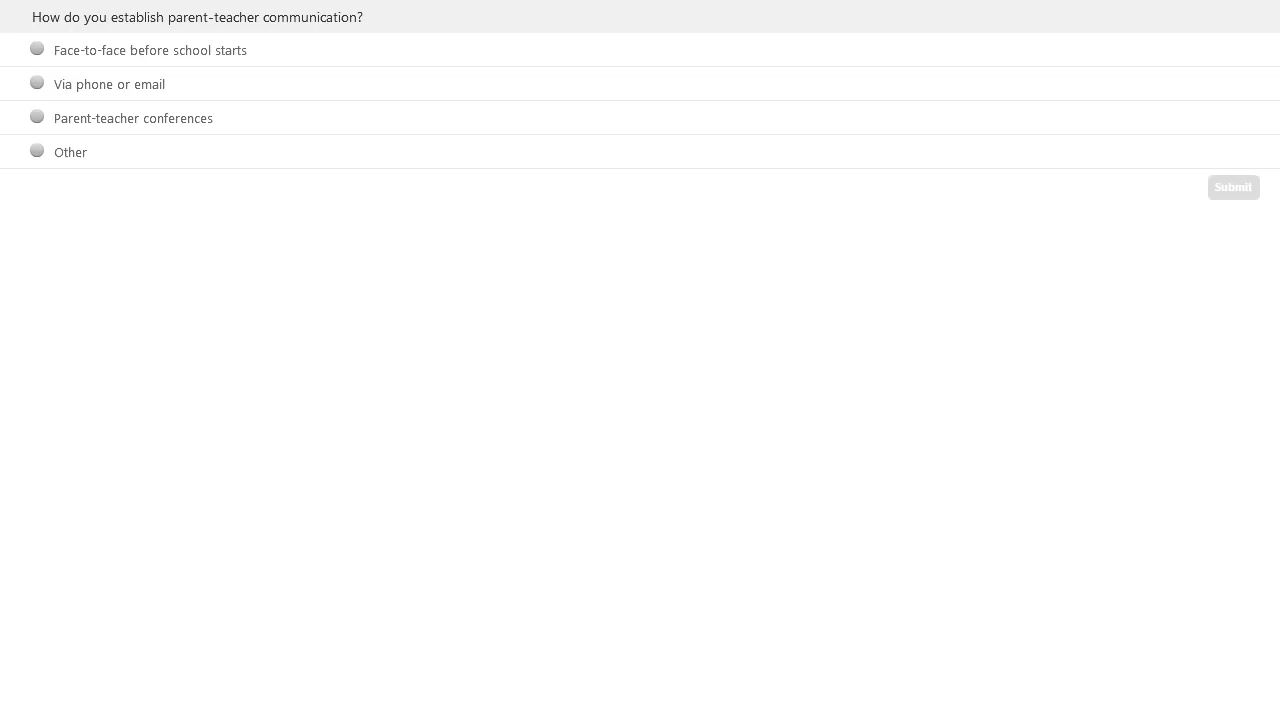 How do you establish parent-teacher communication?
Face-to-face before school starts
Via phone or email
Parent-teacher conferences
Other
Submit